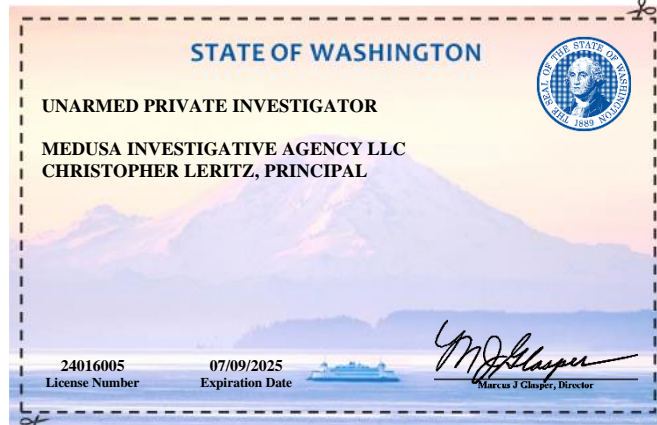 STATE OF WASHINGTON
THE SEAL OF THE STATE OF WASHINGTON
1889
UNARMED PRIVATE INVESTIGATOR
MEDUSA INVESTIGATIVE AGENCY LLC
CHRISTOPHER LERITZ, PRINCIPAL
MJGlasper
24016005
License Number
07/09/2025
Expiration Date
Marcus J Glasper, Director